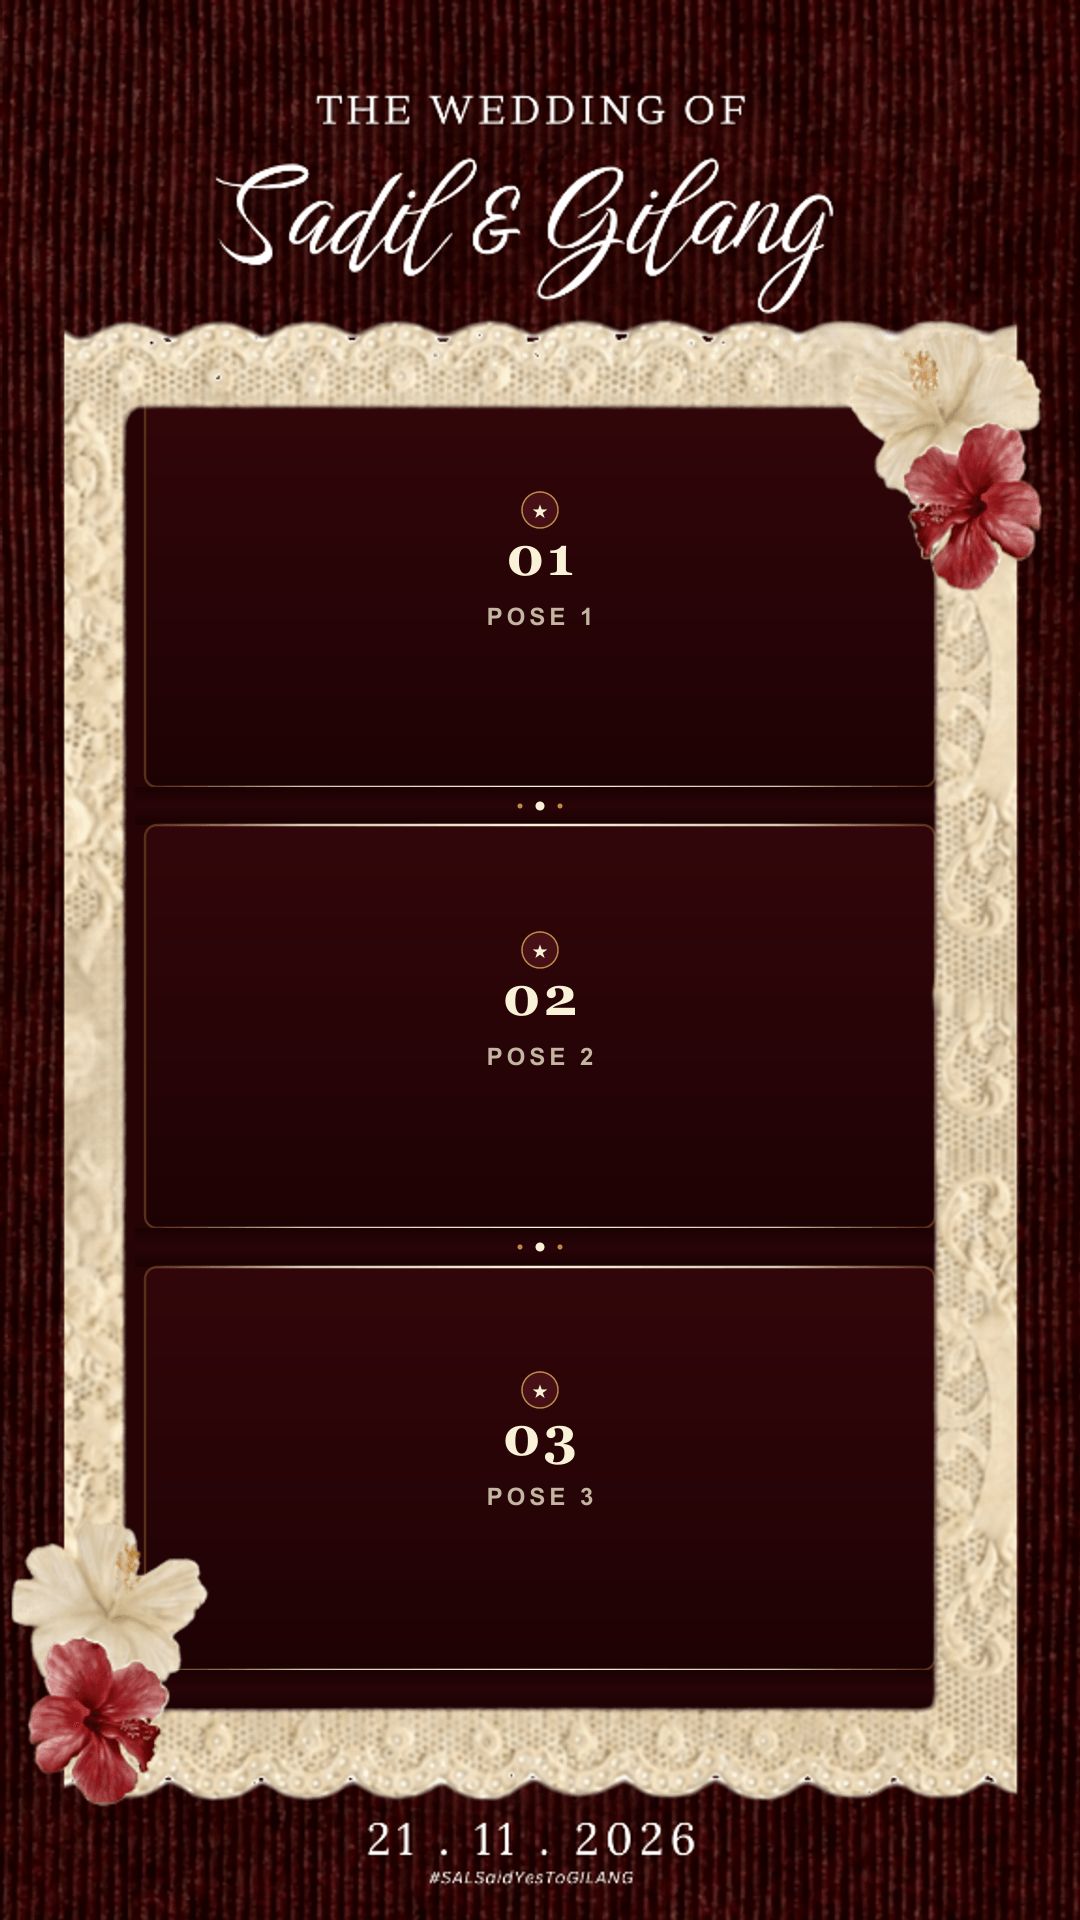 THE WEDDING OF
Sadil & Gilang
01
POSE 1
02
POSE 2
03
POSE 3
21 . 11 . 2026
#SALSaidYesToGILANG